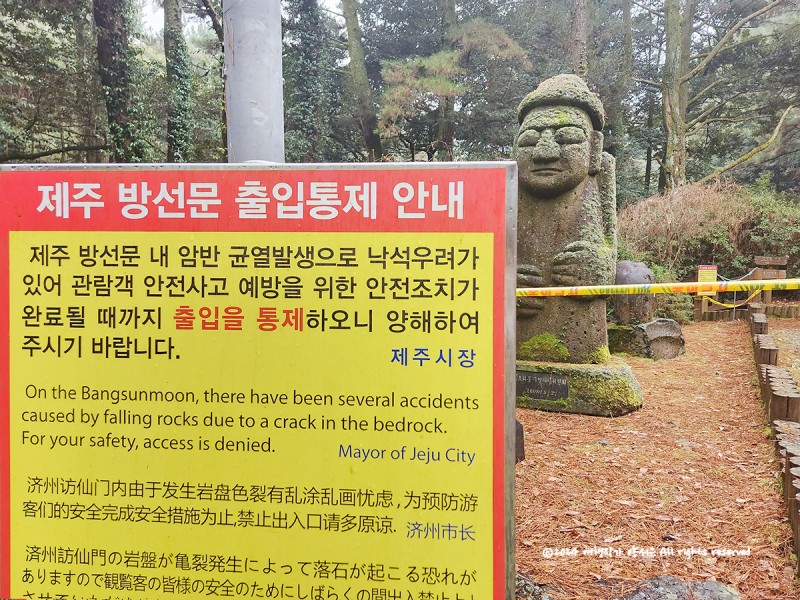 제주 방선문 출입통제 안내
제주 방선문 내 암반 균열발생으로 낙석우려가
있어 관람객 안전사고 예방을 위한 안전조치가
완료될 때까지 출입을 통제하오니 양해하여
주시기 바랍니다.
제주시장
On the Bangsunmoon, there have been several accidents
caused by falling rocks due to a crack in the bedrock.
For your safety, access is denied.
Mayor of Jeju City
济州访仙门内由于发生岩盘色裂有乱涂乱画忧虑，为预防游
客们的安全完成安全措施为止,禁止出入口请多原谅.
济州市长
済州訪仙門の岩盤が亀裂発生によって落石が起こる恐れが
ありますので観覧客の皆様の安全のためにしばらくの間出入禁止とし
All rights reserved